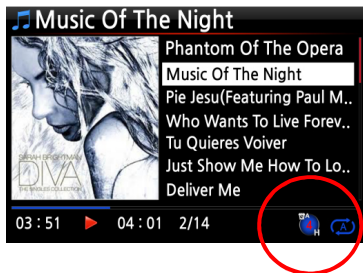 Music Of The Night
Phantom Of The Opera
Music Of The Night
Pie Jesu(Featuring Paul M..
Who Wants To Live Forev..
Tu Quieres Voiver
Just Show Me How To Lo..
Deliver Me
SARAH BRIGHTMAN
DIVA
THE SINGLES COLLECTION
03:51 04:01 2/14
A
H
A